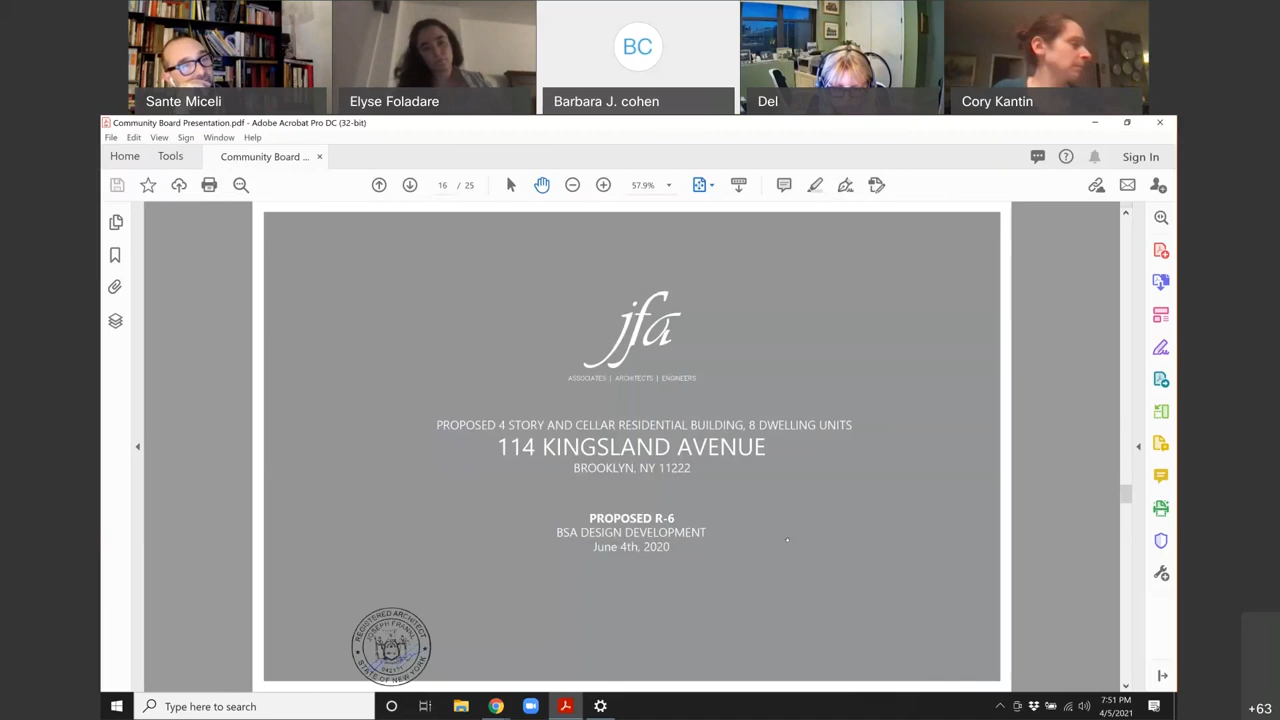 BC
Sante Miceli
Elyse Foladare
Barbara J. cohen
Del
Cory Kantin
Community Board Presentation.pdf - Adobe Acrobat Pro DC (32-bit)
File Edit View Sign Window Help
Home Tools Community Board ... × Sign In
16 / 25 57.9%
jfa
ASSOCIATES | ARCHITECTS | ENGINEERS
PROPOSED 4 STORY AND CELLAR RESIDENTIAL BUILDING, 8 DWELLING UNITS
114 KINGSLAND AVENUE
BROOKLYN, NY 11222
PROPOSED R-6
BSA DESIGN DEVELOPMENT
June 4th, 2020
REGISTERED ARCHITECT
STATE OF NEW YORK
Type here to search
7:51 PM
4/5/2021
+63